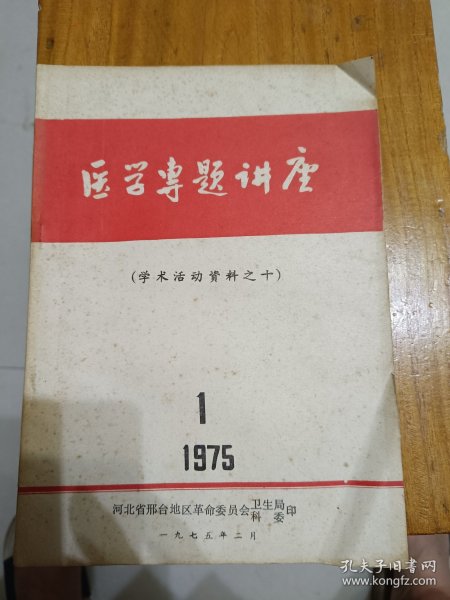 医学專题讲座
(学术活动資料之十)
1
1975
河北省邢台地区革命委员会卫生局科委印
一九七五年二月
孔夫子旧书网
www.kongfz.com